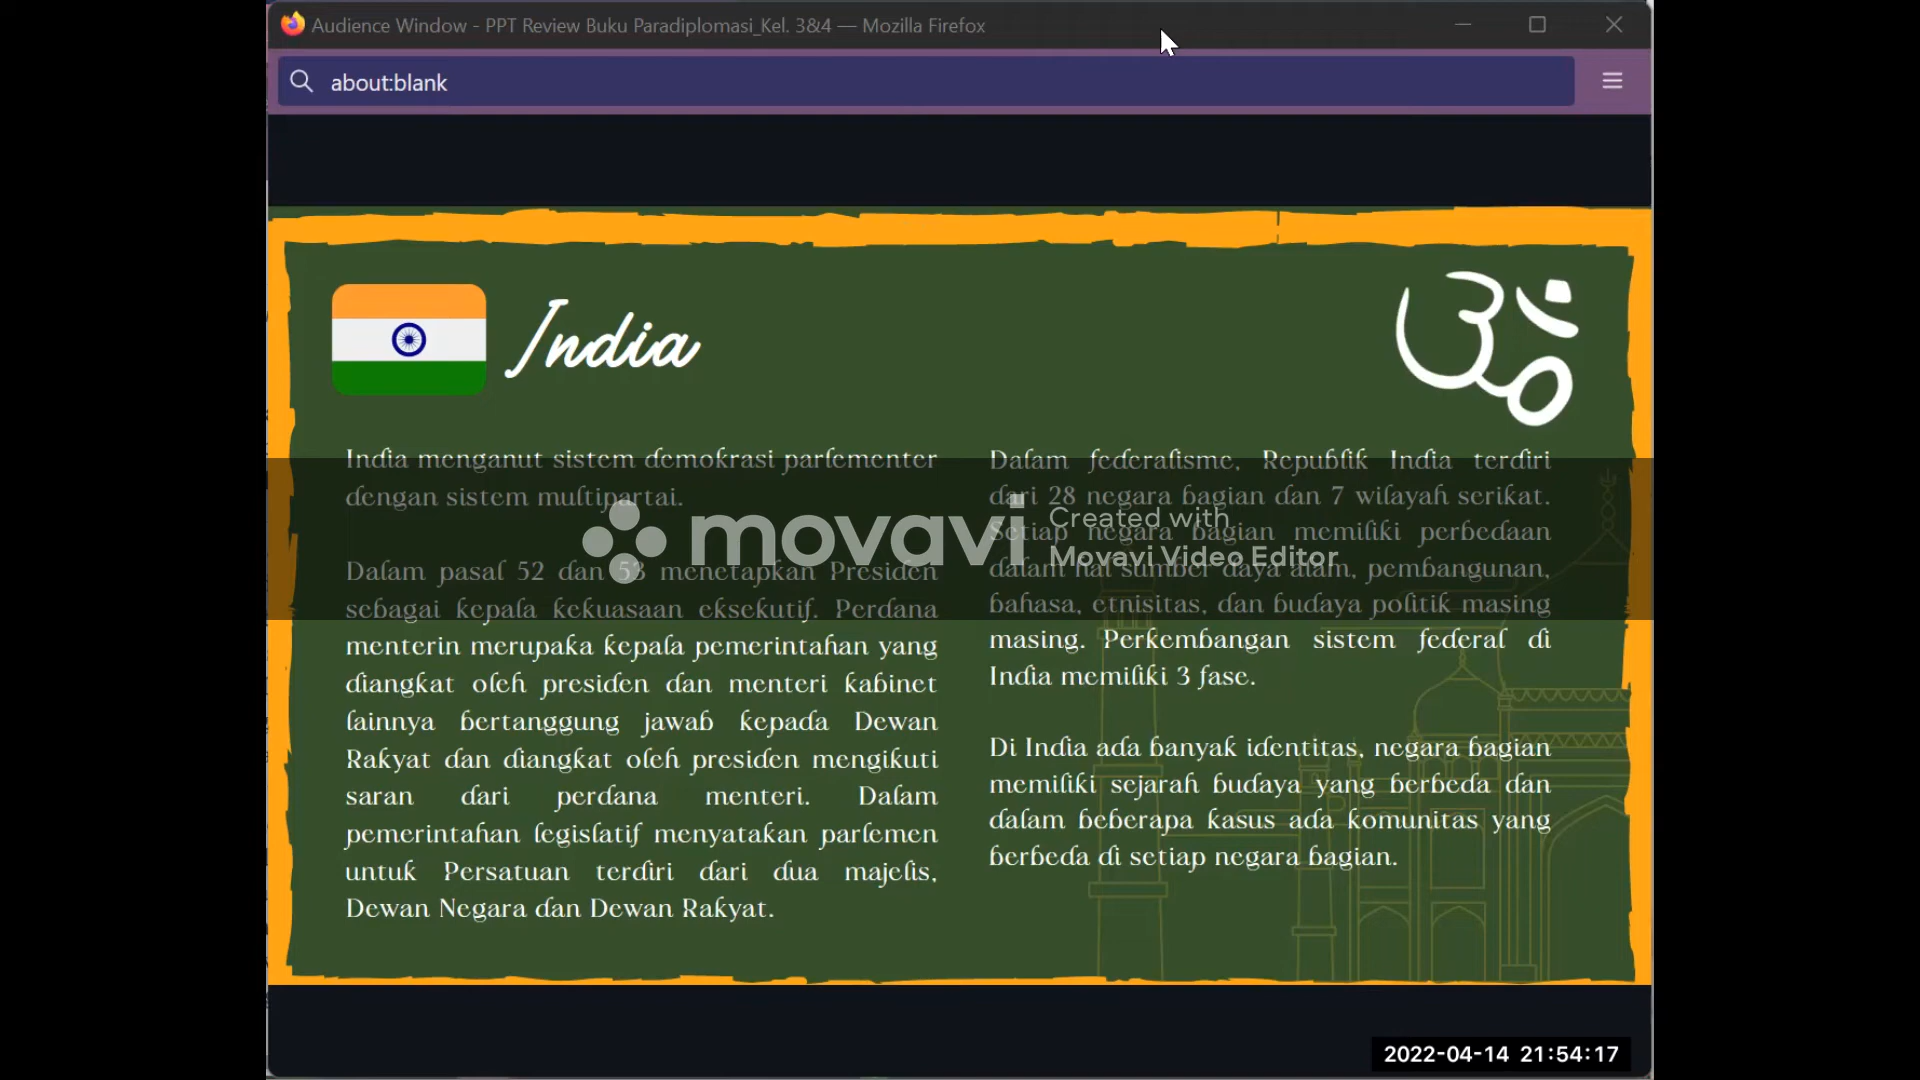 Audience Window - PPT Review Buku Paradiplomasi_Kel. 3&4 — Mozilla Firefox
about:blank
India
ॐ
India menganut sistem demokrasi parlementer
dengan sistem multipartai.
Dalam pasal 52 dan 53 menetapkan Presiden
sebagai kepala kekuasaan eksekutif. Perdana
menterin merupaka kepala pemerintahan yang
diangkat oleh presiden dan menteri kabinet
lainnya bertanggung jawab kepada Dewan
Rakyat dan diangkat oleh presiden mengikuti
saran dari perdana menteri. Dalam
pemerintahan legislatif menyatakan parlemen
untuk Persatuan terdiri dari dua majelis,
Dewan Negara dan Dewan Rakyat.
Dalam federalisme, Republik India terdiri
dari 28 negara bagian dan 7 wilayah serikat.
Setiap negara bagian memiliki perbedaan
dalam hal sumber daya alam, pembangunan,
bahasa, etnisitas, dan budaya politik masing
masing. Perkembangan sistem federal di
India memiliki 3 fase.
Di India ada banyak identitas, negara bagian
memiliki sejarah budaya yang berbeda dan
dalam beberapa kasus ada komunitas yang
berbeda di setiap negara bagian.
movavi
Created with
Movavi Video Editor
2022-04-14 21:54:17